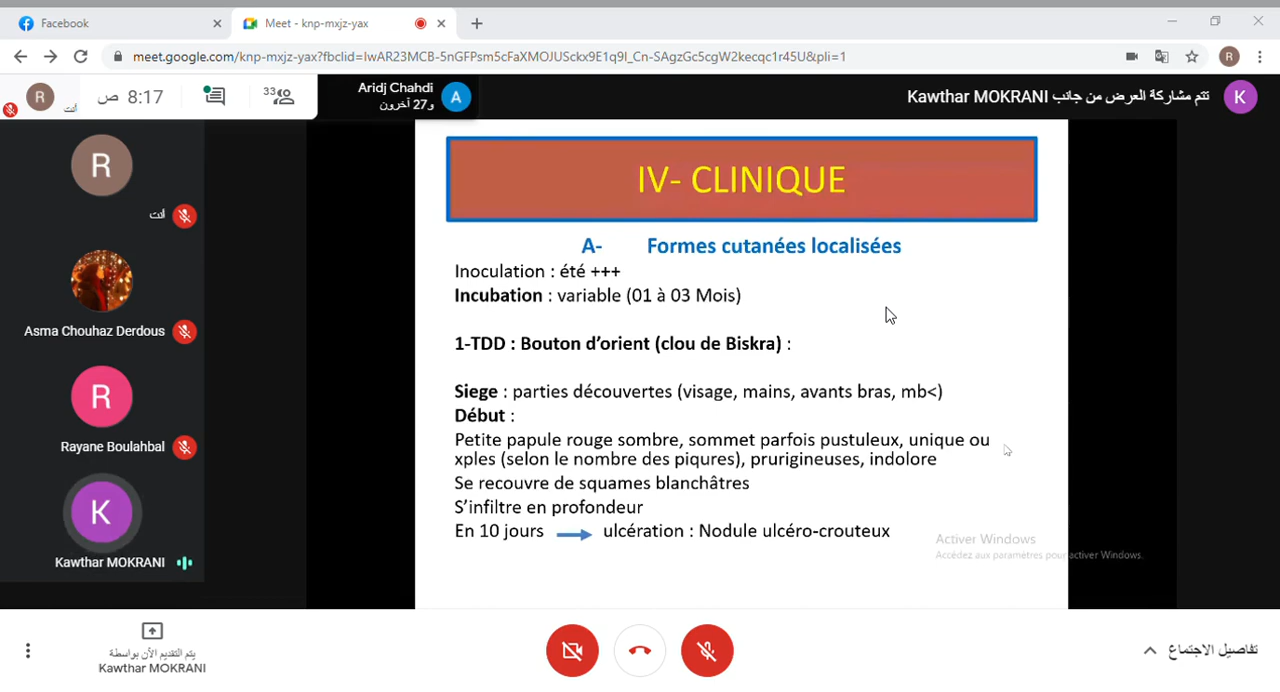 Facebook
Meet - knp-mxjz-yax
meet.google.com/knp-mxjz-yax?fbclid=IwAR23MCB-5nGFPsm5cFaXMOJUSckx9E1q9I_Cn-SAgzGc5cgW2kecqc1r45U&pli=1
R
R
أنت
8:17 ص
33
Aridj Chahdi
و27 آخرون
A
تتم مشاركة العرض من جانب Kawthar MOKRANI
K
R
أنت
Asma Chouhaz Derdous
R
Rayane Boulahbal
K
Kawthar MOKRANI
IV- CLINIQUE
A- Formes cutanées localisées
Inoculation : été +++
Incubation : variable (01 à 03 Mois)
1-TDD : Bouton d’orient (clou de Biskra) :
Siege : parties découvertes (visage, mains, avants bras, mb<)
Début :
Petite papule rouge sombre, sommet parfois pustuleux, unique ou
xples (selon le nombre des piqures), prurigineuses, indolore
Se recouvre de squames blanchâtres
S’infiltre en profondeur
En 10 jours ulcération : Nodule ulcéro-crouteux
Activer Windows
Accédez aux paramètres pour activer Windows.
يتم التقديم الآن بواسطة
Kawthar MOKRANI
تفاصيل الاجتماع